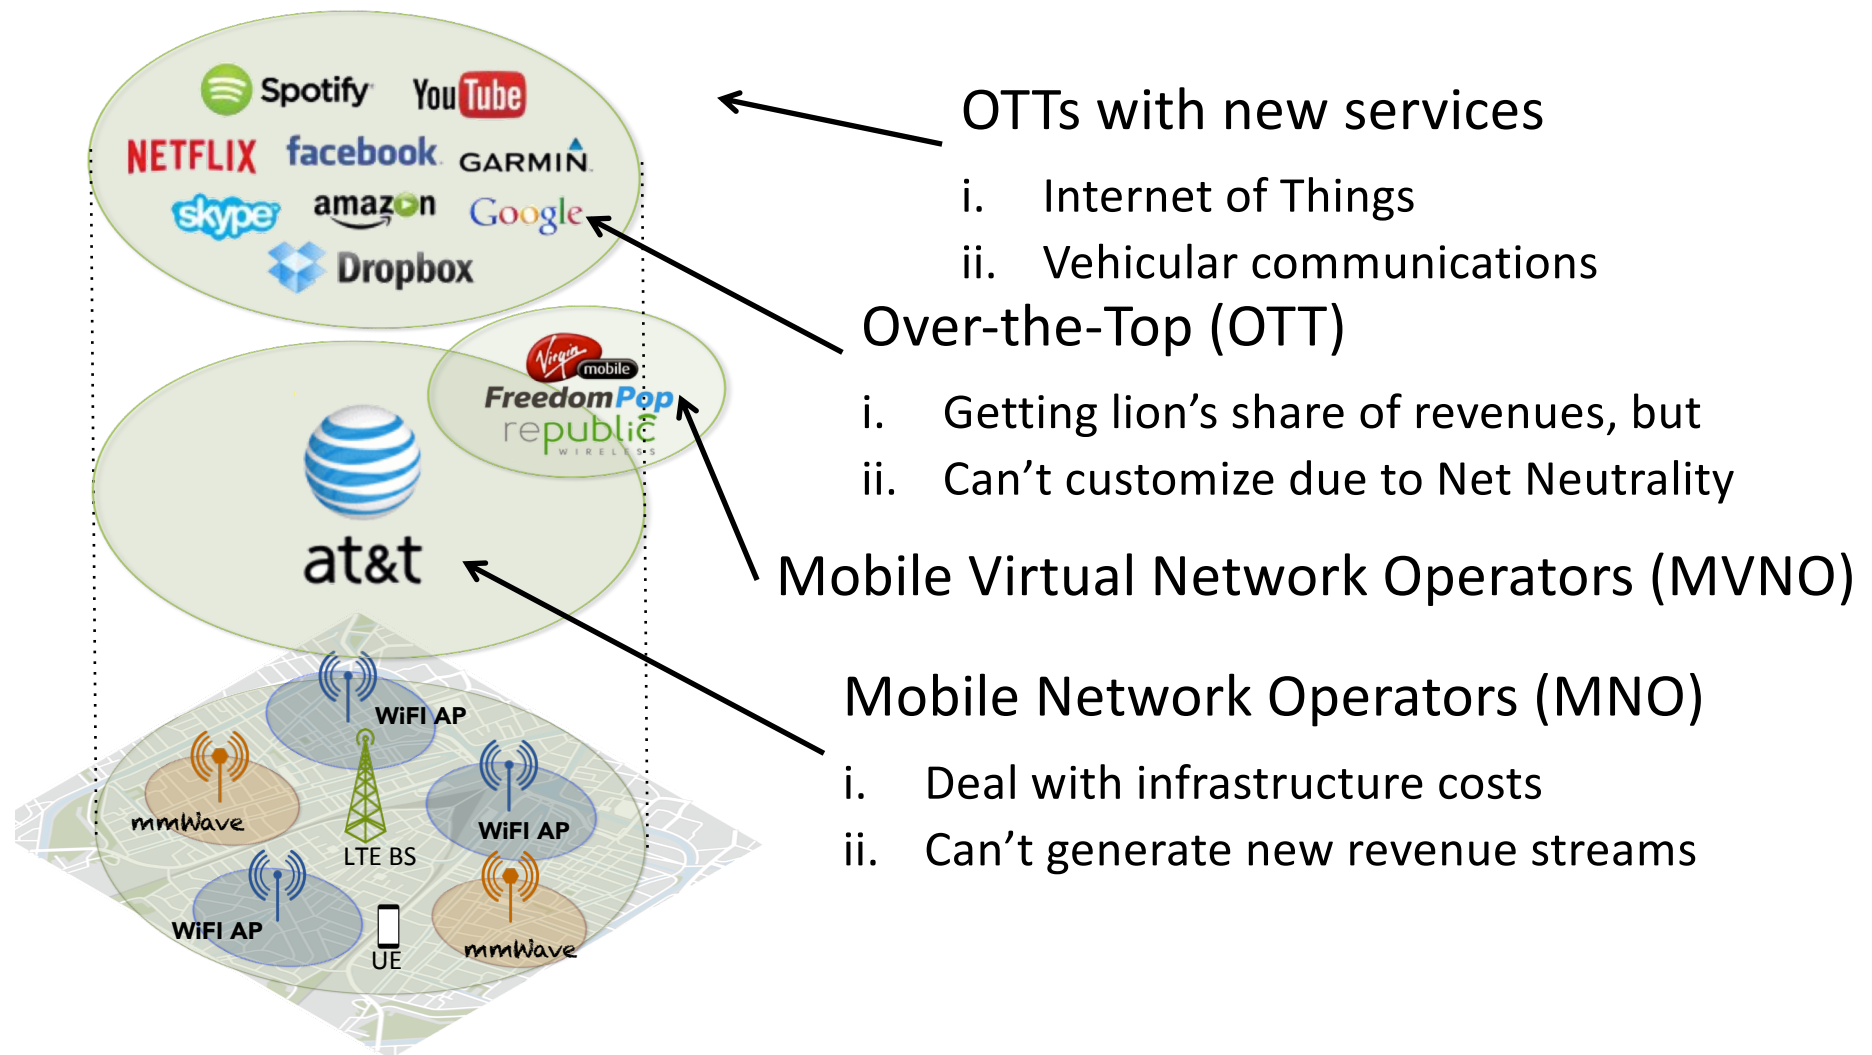 Spotify
YouTube
NETFLIX
facebook
GARMIN
skype
amazon
Google
Dropbox
Virgin mobile
FreedomPop
republic
WIRELESS
at&t
WiFI AP
mmWave
WiFI AP
LTE BS
WiFI AP
UE
mmWave
OTTs with new services
i. Internet of Things
ii. Vehicular communications
Over-the-Top (OTT)
i. Getting lion’s share of revenues, but
ii. Can’t customize due to Net Neutrality
Mobile Virtual Network Operators (MVNO)
Mobile Network Operators (MNO)
i. Deal with infrastructure costs
ii. Can’t generate new revenue streams